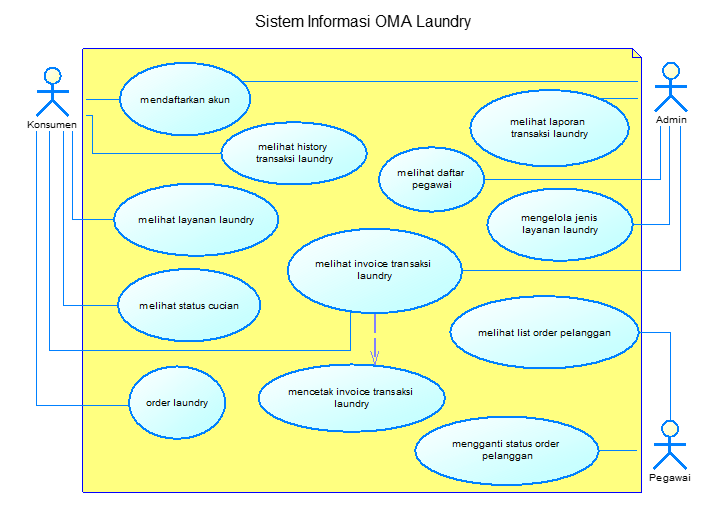 Sistem Informasi OMA Laundry
Konsumen
Admin
mendaftarkan akun
melihat laporan
transaksi laundry
melihat history
transaksi laundry
melihat daftar
pegawai
melihat layanan laundry
mengelola jenis
layanan laundry
melihat invoice transaksi
laundry
melihat status cucian
melihat list order pelanggan
mencetak invoice transaksi
laundry
order laundry
mengganti status order
pelanggan
Pegawai